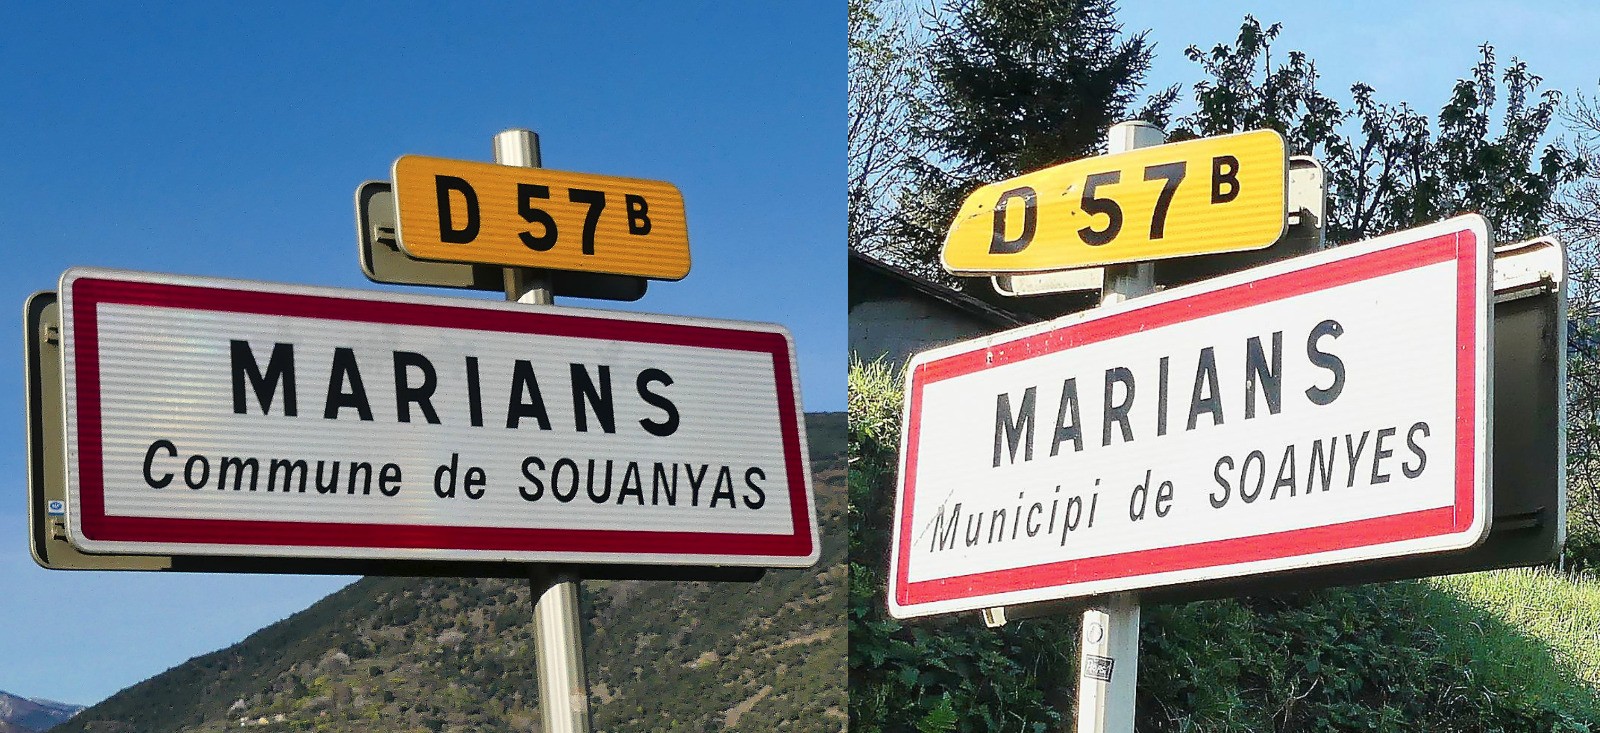 D 57 B
MARIANS
Commune de SOUANYAS
D 57 B
MARIANS
Municipi de SOANYES